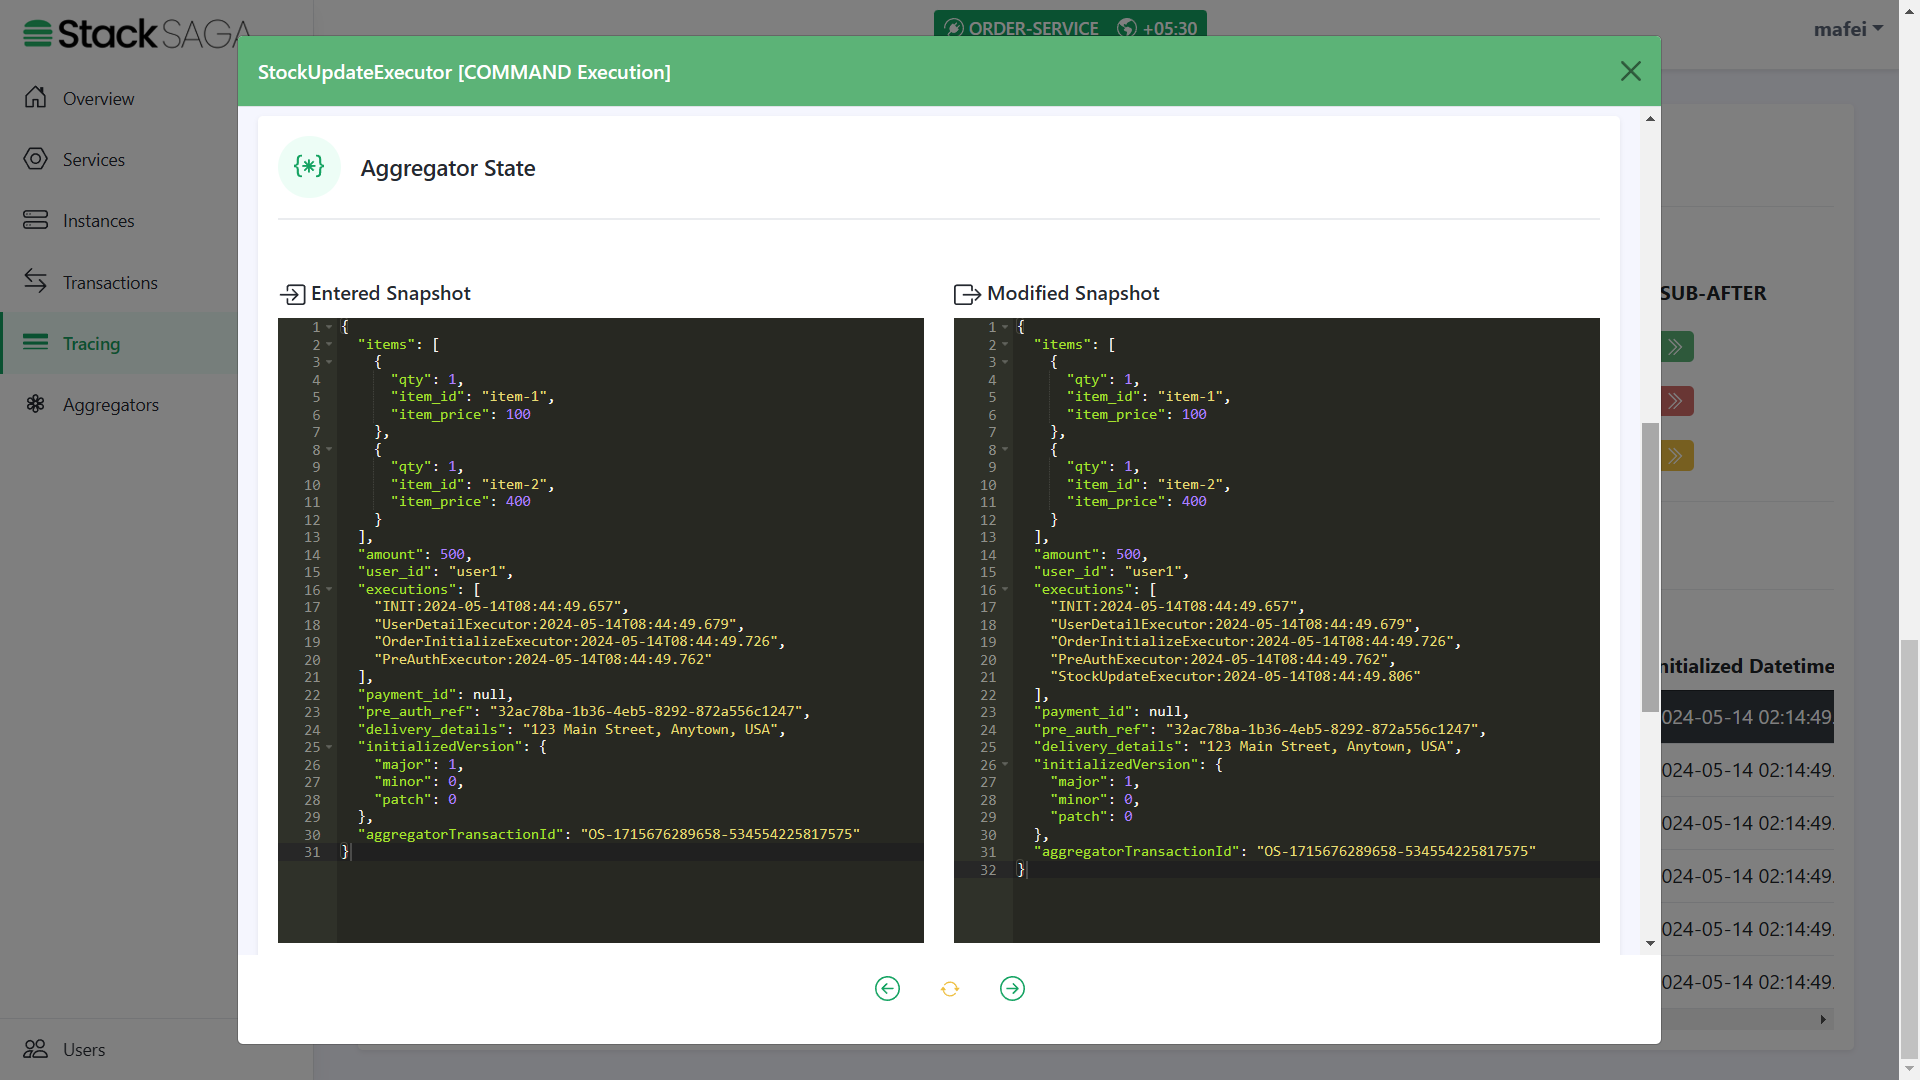 StackSAGA
ORDER-SERVICE +05:30
mafei
StockUpdateExecutor [COMMAND Execution]
Overview
Services
Instances
Transactions
Tracing
Aggregators
Users
{*} Aggregator State
Entered Snapshot
1 {
2 "items": [
3 {
4 "qty": 1,
5 "item_id": "item-1",
6 "item_price": 100
7 },
8 {
9 "qty": 1,
10 "item_id": "item-2",
11 "item_price": 400
12 }
13 ],
14 "amount": 500,
15 "user_id": "user1",
16 "executions": [
17 "INIT:2024-05-14T08:44:49.657",
18 "UserDetailExecutor:2024-05-14T08:44:49.679",
19 "OrderInitializeExecutor:2024-05-14T08:44:49.726",
20 "PreAuthExecutor:2024-05-14T08:44:49.762"
21 ],
22 "payment_id": null,
23 "pre_auth_ref": "32ac78ba-1b36-4eb5-8292-872a556c1247",
24 "delivery_details": "123 Main Street, Anytown, USA",
25 "initializedVersion": {
26 "major": 1,
27 "minor": 0,
28 "patch": 0
29 },
30 "aggregatorTransactionId": "OS-1715676289658-534554225817575"
31 }
Modified Snapshot
1 {
2 "items": [
3 {
4 "qty": 1,
5 "item_id": "item-1",
6 "item_price": 100
7 },
8 {
9 "qty": 1,
10 "item_id": "item-2",
11 "item_price": 400
12 }
13 ],
14 "amount": 500,
15 "user_id": "user1",
16 "executions": [
17 "INIT:2024-05-14T08:44:49.657",
18 "UserDetailExecutor:2024-05-14T08:44:49.679",
19 "OrderInitializeExecutor:2024-05-14T08:44:49.726",
20 "PreAuthExecutor:2024-05-14T08:44:49.762",
21 "StockUpdateExecutor:2024-05-14T08:44:49.806"
22 ],
23 "payment_id": null,
24 "pre_auth_ref": "32ac78ba-1b36-4eb5-8292-872a556c1247",
25 "delivery_details": "123 Main Street, Anytown, USA",
26 "initializedVersion": {
27 "major": 1,
28 "minor": 0,
29 "patch": 0
30 },
31 "aggregatorTransactionId": "OS-1715676289658-534554225817575"
32 }
SUB-AFTER
nitialized Datetime
024-05-14 02:14:49.
024-05-14 02:14:49.
024-05-14 02:14:49.
024-05-14 02:14:49.
024-05-14 02:14:49.
024-05-14 02:14:49.